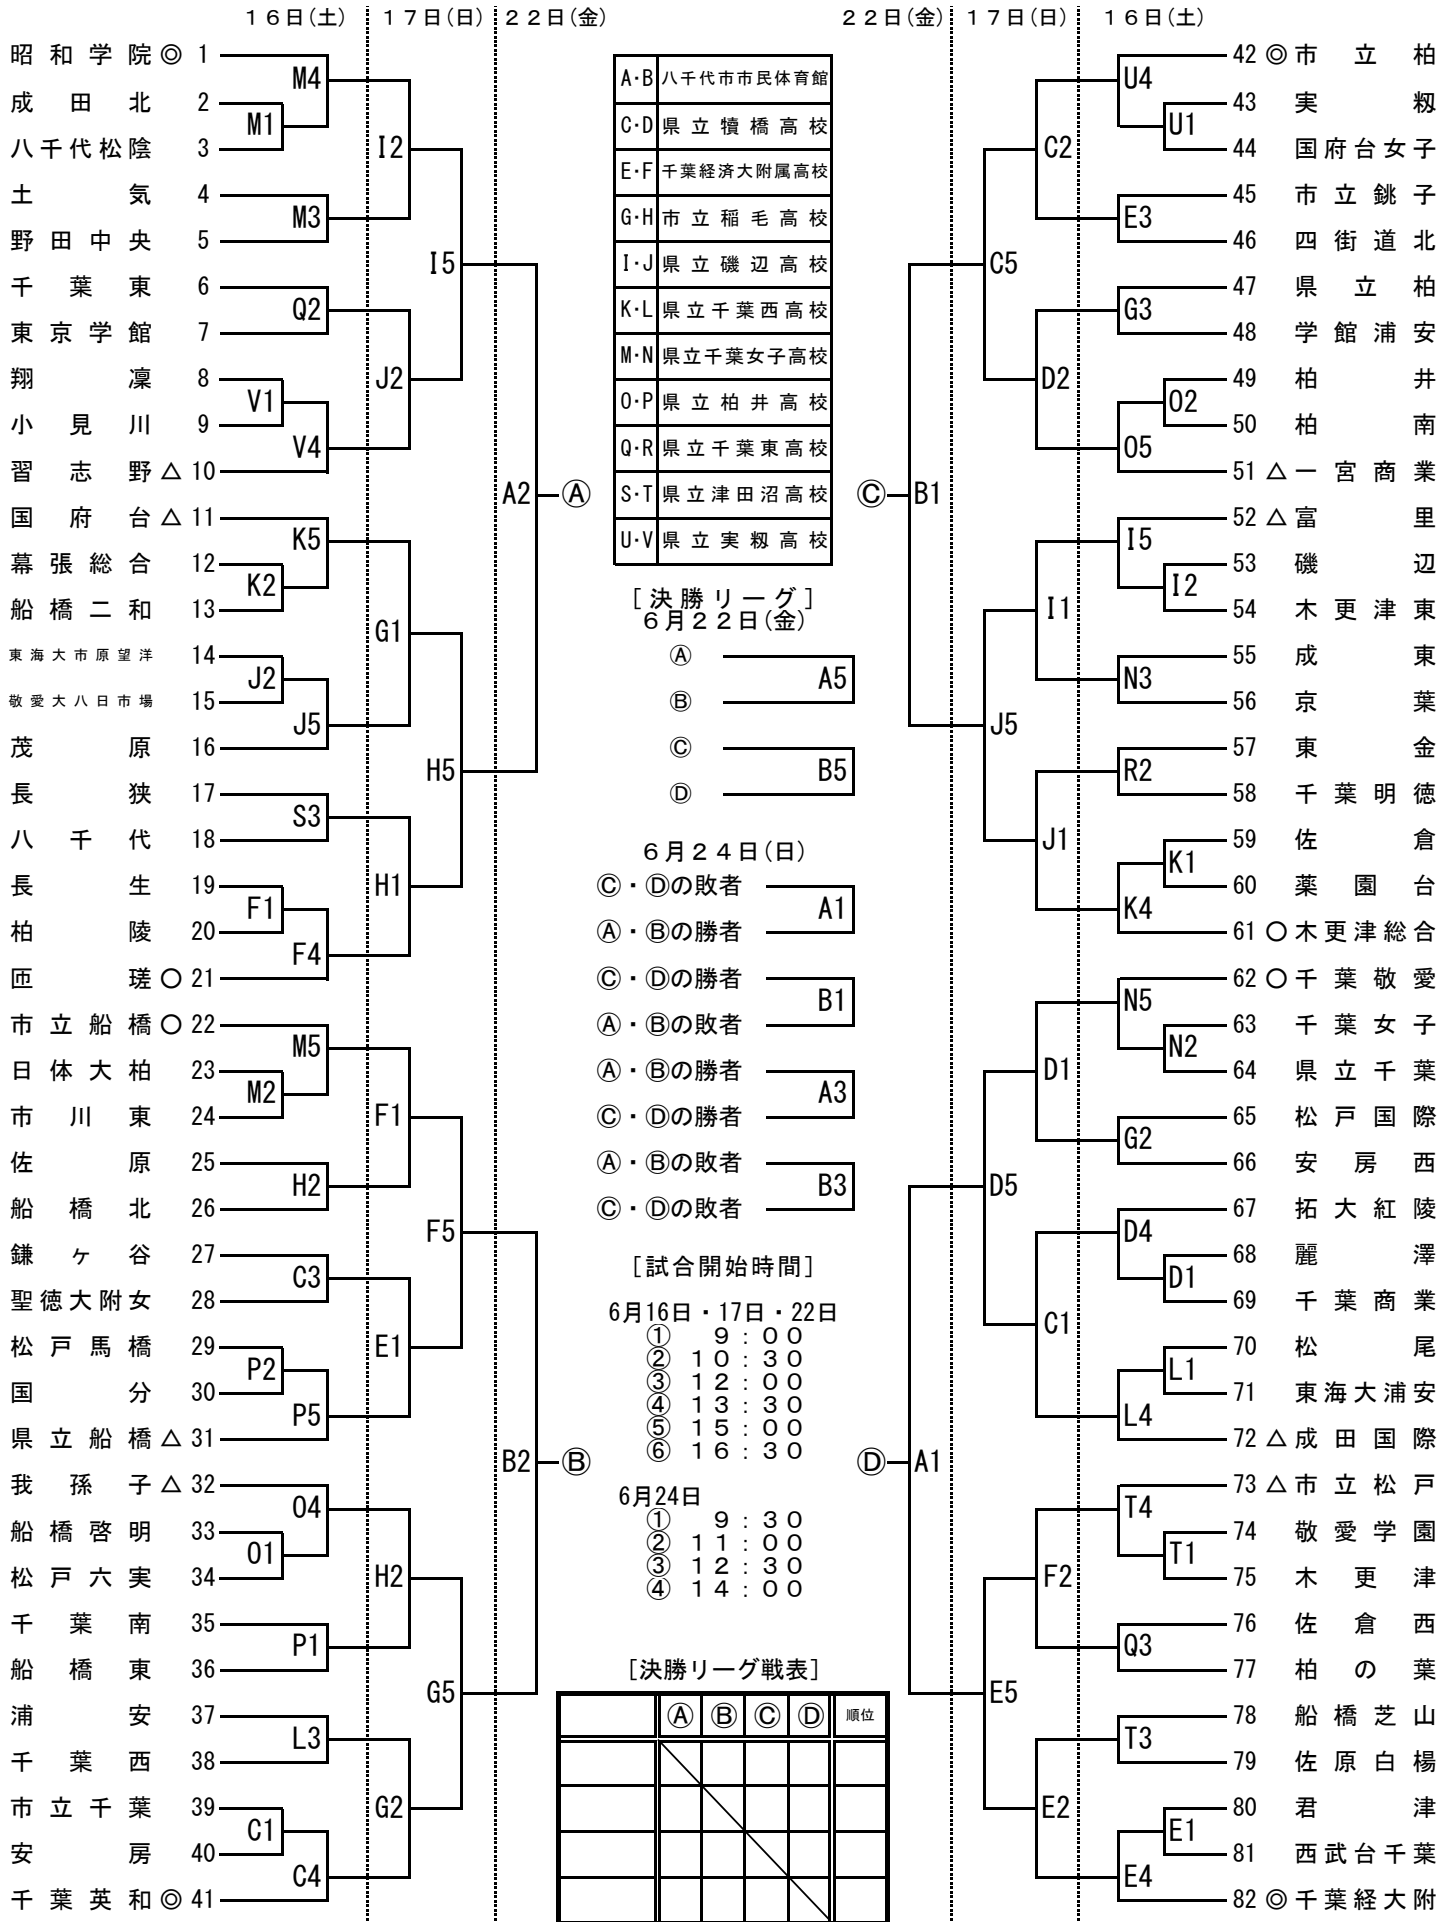 １６日(土) １７日(日) ２２日(金)
昭和学院 ◎ 1
成田北 2
八千代松陰 3
土気 4
野田中央 5
千葉東 6
東京学館 7
翔凜 8
小見川 9
習志野 △ 10
国府台 △ 11
幕張総合 12
船橋二和 13
東海大市原望洋 14
敬愛大八日市場 15
茂原 16
長狭 17
八千代 18
長生 19
柏陵 20
匝瑳 〇 21
市立船橋 〇 22
日体大柏 23
市川東 24
佐原 25
船橋北 26
鎌ヶ谷 27
聖徳大附女 28
松戸馬橋 29
国分 30
県立船橋 △ 31
我孫子 △ 32
船橋啓明 33
松戸六実 34
千葉南 35
船橋東 36
浦安 37
千葉西 38
市立千葉 39
安房 40
千葉英和 ◎ 41
M4
M1
M3
Q2
V1
V4
K5
K2
J2
J5
S3
F1
F4
M5
M2
H2
C3
P2
P5
O4
O1
P1
L3
C1
C4
I2
J2
G1
H1
F1
E1
H2
G2
I5
H5
F5
G5
A2 Ⓐ
B2 Ⓑ
A・B 八千代市市民体育館
C・D 県立犢橋高校
E・F 千葉経済大附属高校
G・H 市立稲毛高校
I・J 県立磯辺高校
K・L 県立千葉西高校
M・N 県立千葉女子高校
O・P 県立柏井高校
Q・R 県立千葉東高校
S・T 県立津田沼高校
U・V 県立実籾高校
[決勝リーグ]
６月２２日(金)
Ⓐ
A5
Ⓑ
Ⓒ
B5
Ⓓ
６月２４日(日)
Ⓒ・Ⓓの敗者
A1
Ⓐ・Ⓑの勝者
Ⓒ・Ⓓの勝者
B1
Ⓐ・Ⓑの敗者
Ⓐ・Ⓑの勝者
A3
Ⓒ・Ⓓの勝者
Ⓐ・Ⓑの敗者
B3
Ⓒ・Ⓓの敗者
[試合開始時間]
6月16日・17日・22日
① ９：００
② １０：３０
③ １２：００
④ １３：３０
⑤ １５：００
⑥ １６：３０
6月24日
① ９：３０
② １１：００
③ １２：３０
④ １４：００
[決勝リーグ戦表]
Ⓐ Ⓑ Ⓒ Ⓓ 順位
２２日(金) １７日(日) １６日(土)
Ⓒ B1
Ⓓ A1
C5
J5
D5
E5
C2
D2
I1
J1
D1
C1
F2
E2
U4
U1
E3
G3
O2
O5
I5
I2
N3
R2
K1
K4
N5
N2
G2
D4
D1
L1
L4
T4
T1
Q3
T3
E1
E4
42 ◎ 市立柏
43 実籾
44 国府台女子
45 市立銚子
46 四街道北
47 県立柏
48 学館浦安
49 柏井
50 柏南
51 △ 一宮商業
52 △ 富里
53 磯辺
54 木更津東
55 成東
56 京葉
57 東金
58 千葉明徳
59 佐倉
60 薬園台
61 〇 木更津総合
62 〇 千葉敬愛
63 千葉女子
64 県立千葉
65 松戸国際
66 安房西
67 拓大紅陵
68 麗澤
69 千葉商業
70 松尾
71 東海大浦安
72 △ 成田国際
73 △ 市立松戸
74 敬愛学園
75 木更津
76 佐倉西
77 柏の葉
78 船橋芝山
79 佐原白楊
80 君津
81 西武台千葉
82 ◎ 千葉経大附